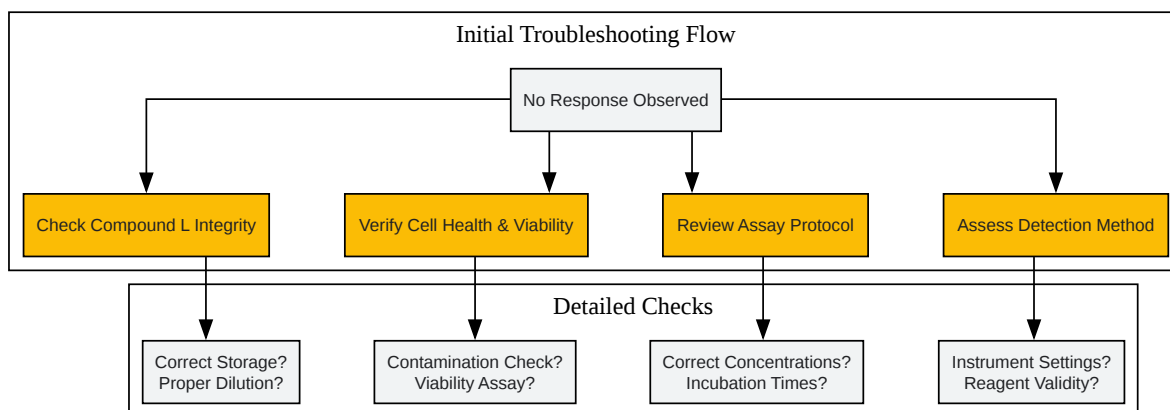 Initial Troubleshooting Flow
No Response Observed
Check Compound L Integrity
Verify Cell Health & Viability
Review Assay Protocol
Assess Detection Method
Detailed Checks
Correct Storage?
Proper Dilution?
Contamination Check?
Viability Assay?
Correct Concentrations?
Incubation Times?
Instrument Settings?
Reagent Validity?